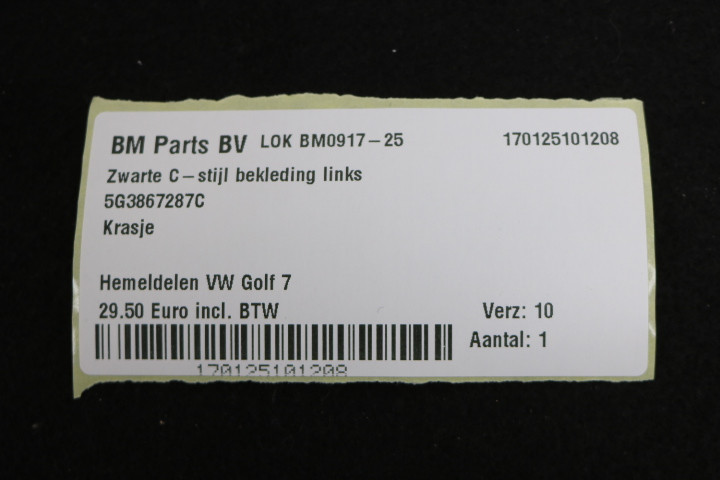 BM Parts BV LOK BM0917-25 170125101208
Zwarte C-stijl bekleding links
5G3867287C
Krasje
Hemeldelen VW Golf 7
29.50 Euro incl. BTW Verz: 10
Aantal: 1
170125101208